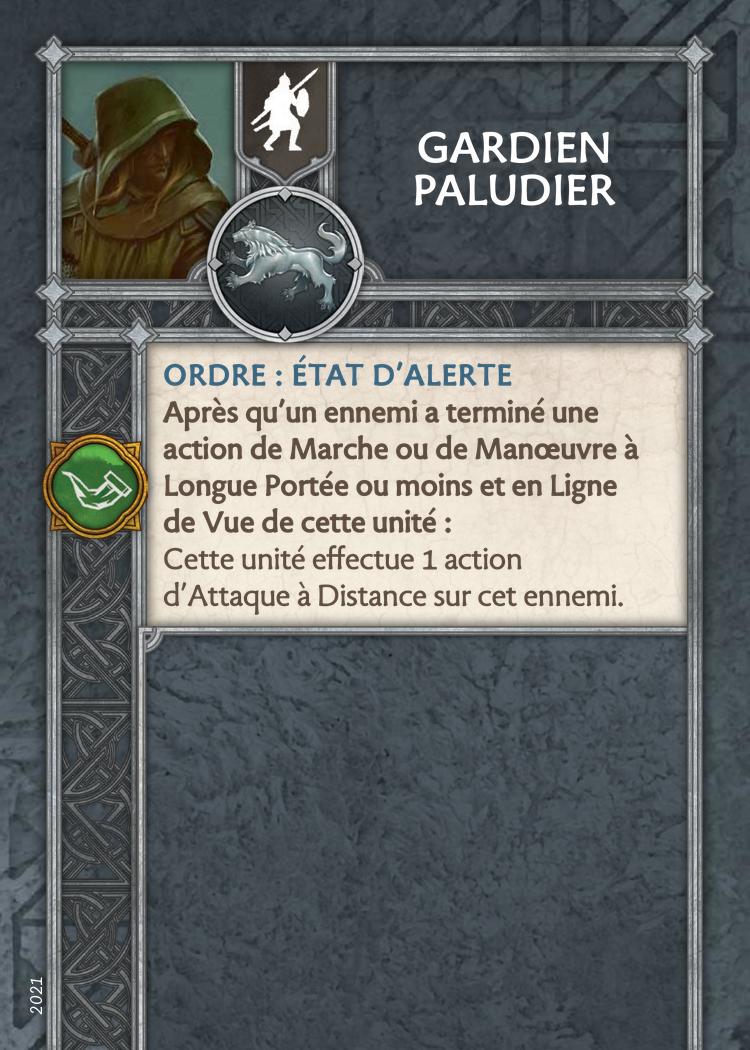 GARDIEN
PALUDIER
ORDRE : ÉTAT D'ALERTE
Après qu'un ennemi a terminé une
action de Marche ou de Manœuvre à
Longue Portée ou moins et en Ligne
de Vue de cette unité :
Cette unité effectue 1 action
d'Attaque à Distance sur cet ennemi.
2021